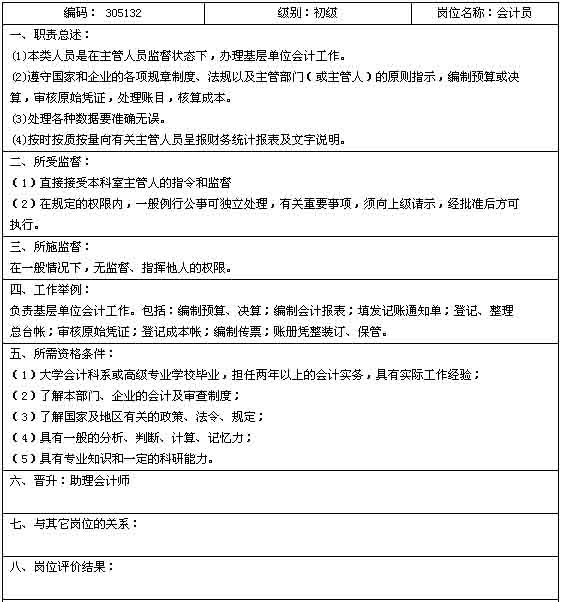 编码： 305132 级别：初级 岗位名称：会计员
一、职责总述：
(1)本类人员是在主管人员监督状态下，办理基层单位会计工作。
(2)遵守国家和企业的各项规章制度、法规以及主管部门（或主管人）的原则指示，编制预算或决
算，审核原始凭证，处理账目，核算成本。
(3)处理各种数据要准确无误。
(4)按时按质按量向有关主管人员呈报财务统计报表及文字说明。
二、所受监督：
（1）直接接受本科室主管人的指令和监督
（2）在规定的权限内，一般例行公事可独立处理，有关重要事项，须向上级请示，经批准后方可
执行。
三、所施监督：
在一般情况下，无监督、指挥他人的权限。
四、工作举例：
负责基层单位会计工作。包括：编制预算、决算；编制会计报表；填发记账通知单；登记、整理
总台帐；审核原始凭证；登记成本帐；编制传票；账册凭整装订、保管。
五、所需资格条件：
（1）大学会计科系或高级专业学校毕业，担任两年以上的会计实务，具有实际工作经验；
（2）了解本部门、企业的会计及审查制度；
（3）了解国家及地区有关的政策、法令、规定；
（4）具有一般的分析、判断、计算、记忆力；
（5）具有专业知识和一定的科研能力。
六、晋升：助理会计师
七、与其它岗位的关系：
八、岗位评价结果：